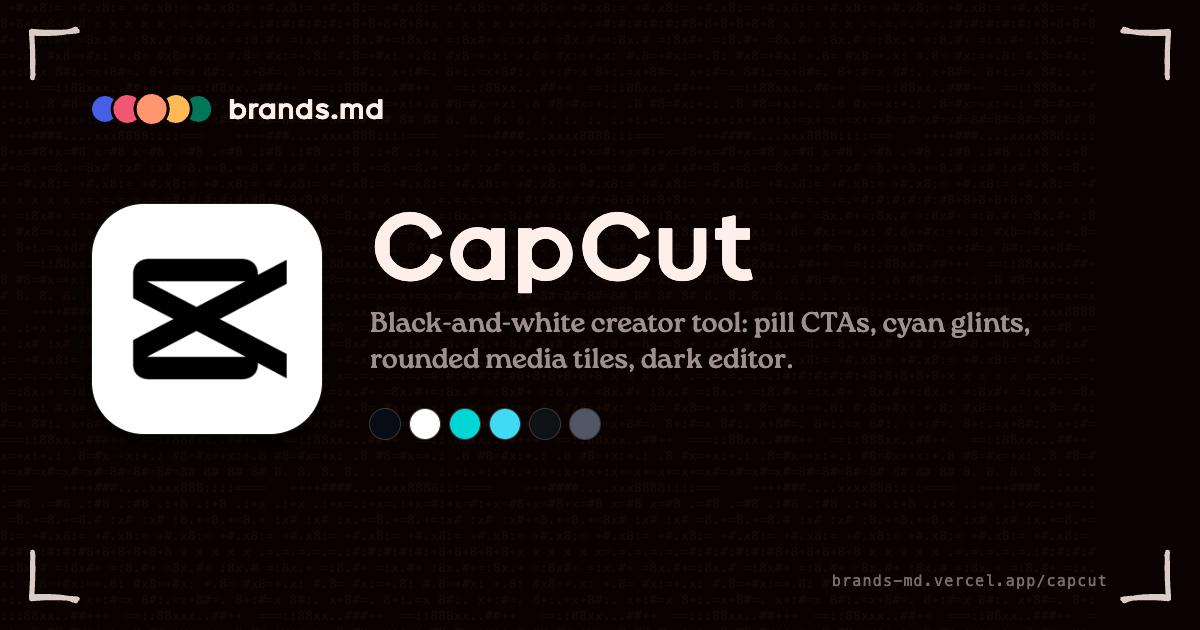 brands.md
CapCut
Black-and-white creator tool: pill CTAs, cyan glints,
rounded media tiles, dark editor.
brands-md.vercel.app/capcut